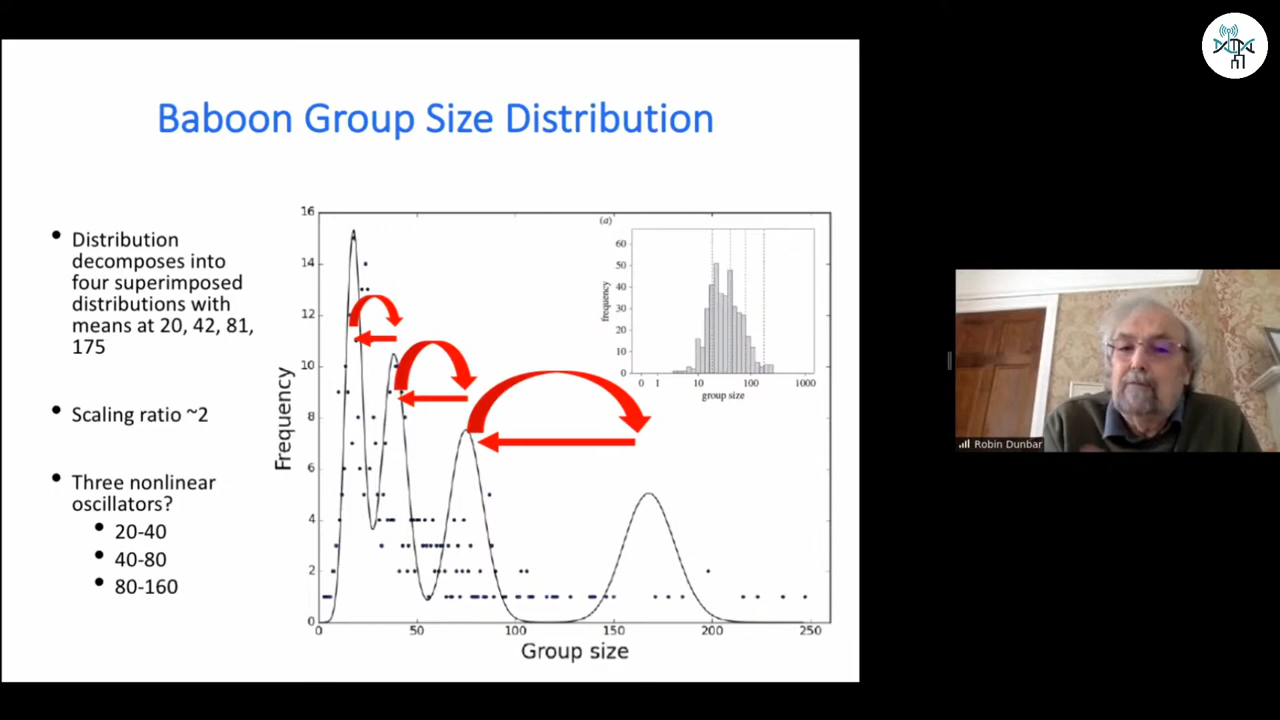 Baboon Group Size Distribution
Distribution
decomposes into
four superimposed
distributions with
means at 20, 42, 81,
175
Scaling ratio ~2
Three nonlinear
oscillators?
20-40
40-80
80-160
16
14
12
10
8
6
4
2
0
Frequency
0 50 100 150 200 250
Group size
(a)
60
50
40
30
20
10
0
frequency
0 1 10 100 1000
group size
Robin Dunbar